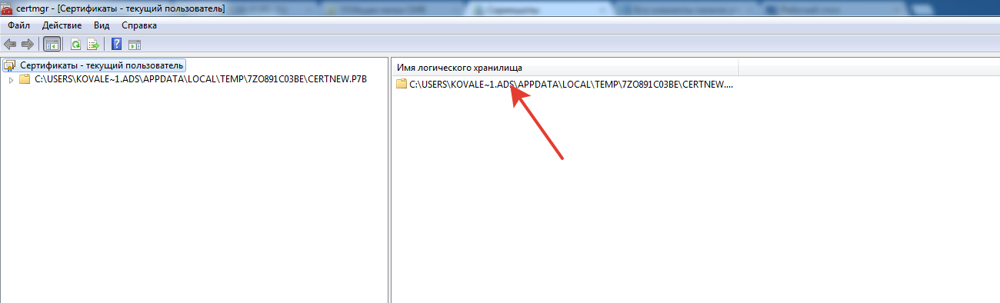 certmgr - [Сертификаты - текущий пользователь]
Файл Действие Вид Справка
Сертификаты - текущий пользователь
C:\USERS\KOVALE~1.ADS\APPDATA\LOCAL\TEMP\7ZO891C03BE\CERTNEW.P7B
Имя логического хранилища
C:\USERS\KOVALE~1.ADS\APPDATA\LOCAL\TEMP\7ZO891C03BE\CERTNEW....